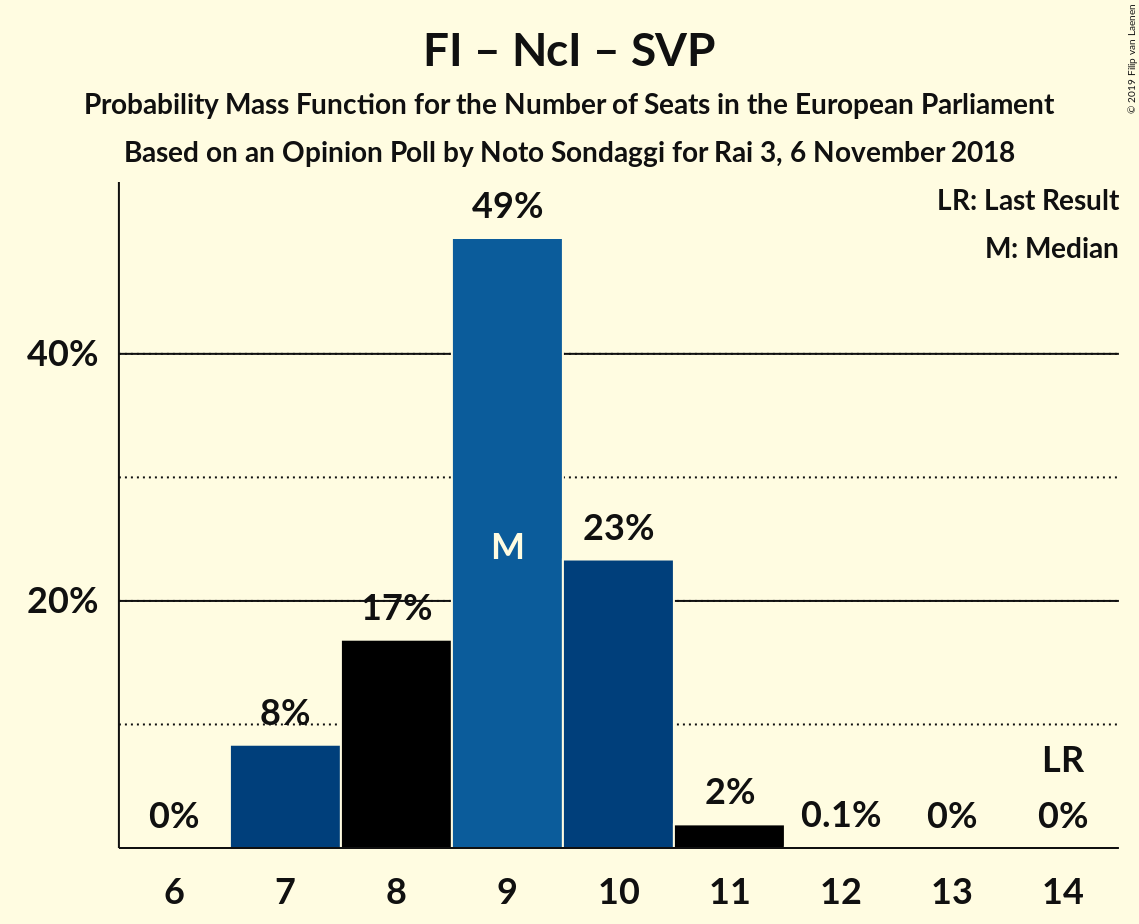 FI – NcI – SVP
Probability Mass Function for the Number of Seats in the European Parliament
Based on an Opinion Poll by Noto Sondaggi for Rai 3, 6 November 2018
© 2019 Filip van Laenen
LR: Last Result
M: Median
49%
40%
M
23%
20%
17%
8%
LR
0%
2%
0.1%
0%
0%
6 7 8 9 10 11 12 13 14